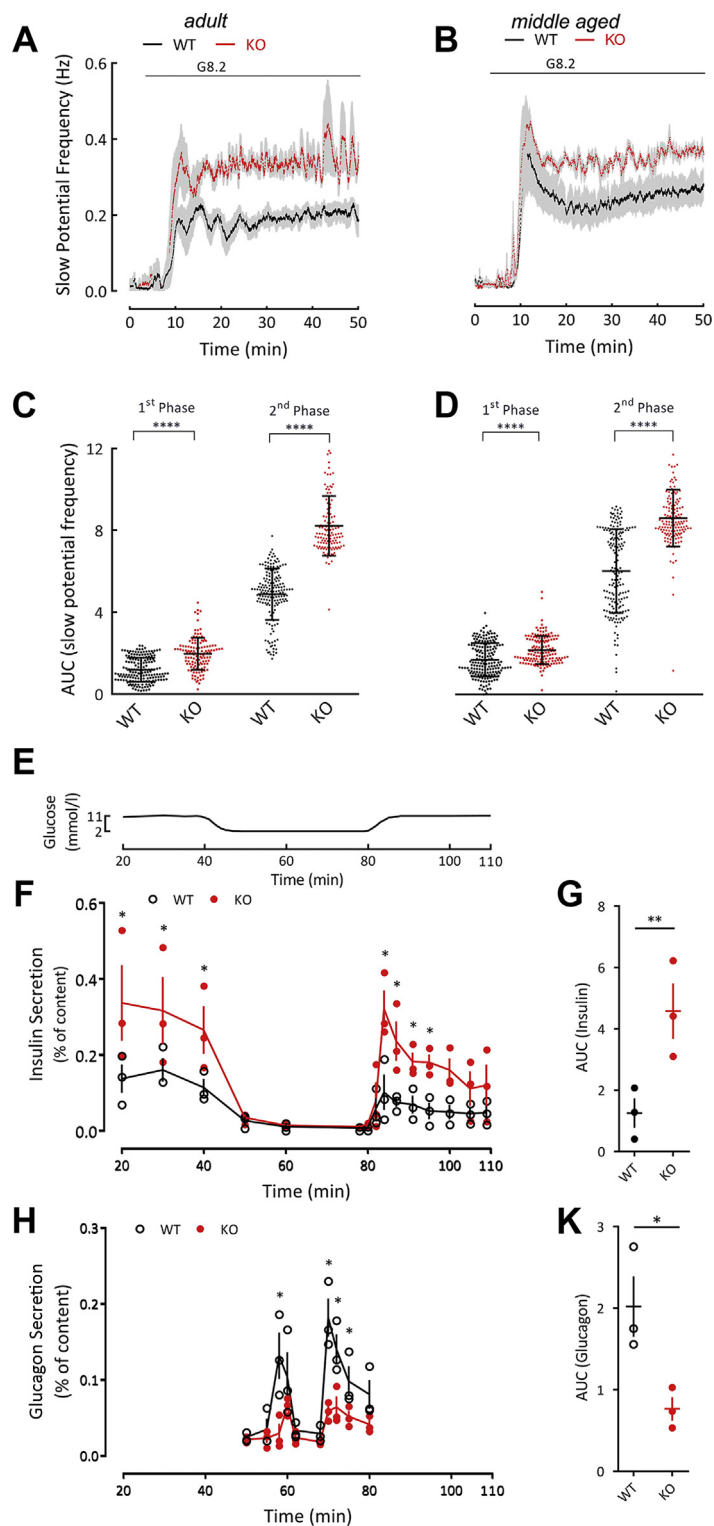 A
adult
WT KO
G8.2
B
middle aged
WT KO
G8.2
Slow Potential Frequency (Hz)
0.6
0.4
0.2
0.0
0 10 20 30 40 50
Time (min)
0 10 20 30 40 50
Time (min)
C
1st Phase
****
2nd Phase
****
D
1st Phase
****
2nd Phase
****
AUC (slow potential frequency)
12
8
4
0
WT KO WT KO
WT KO WT KO
E
Glucose
(mmol/l)
11
2
20 40 60 80 100 110
Time (min)
F
WT KO
Insulin Secretion
(% of content)
0.6
0.4
0.2
0.0
* * * * * * *
20 40 60 80 100 110
Time (min)
G
AUC (Insulin)
8
6
4
2
0
**
WT KO
H
WT KO
Glucagon Secretion
(% of content)
0.3
0.2
0.1
0.0
* * * *
20 40 60 80 100 110
Time (min)
K
AUC (Glucagon)
3
2
1
0
*
WT KO